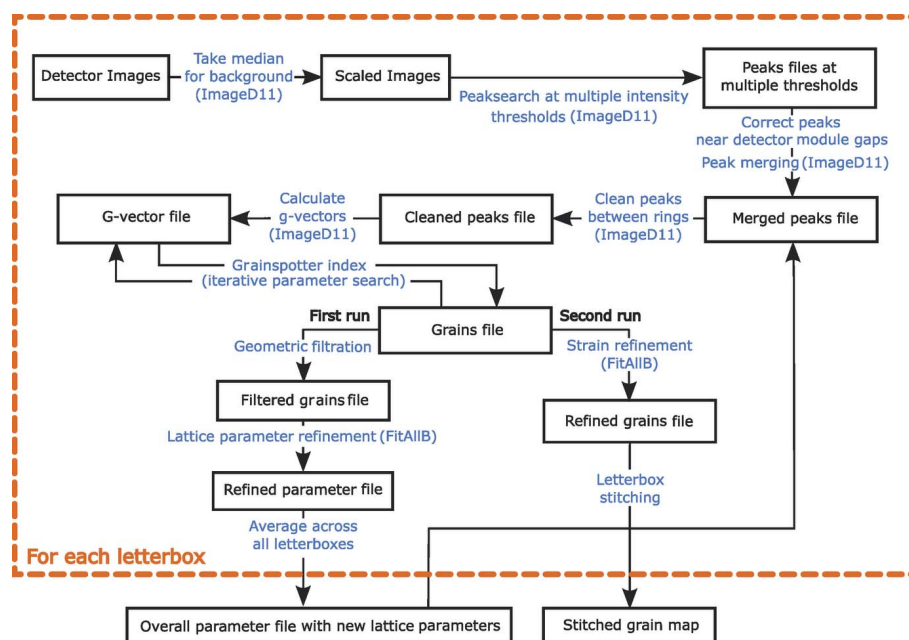 Detector Images
Take median
for background
(ImageD11)
Scaled Images
Peaksearch at multiple intensity
thresholds (ImageD11)
Peaks files at
multiple thresholds
Correct peaks
near detector module gaps
Peak merging (ImageD11)
G-vector file
Calculate
g-vectors
(ImageD11)
Cleaned peaks file
Clean peaks
between rings
(ImageD11)
Merged peaks file
Grainspotter index
(iterative parameter search)
First run
Grains file
Second run
Geometric filtration
Strain refinement
(FitAllB)
Filtered grains file
Refined grains file
Lattice parameter refinement (FitAllB)
Refined parameter file
Letterbox
stitching
Average across
all letterboxes
For each letterbox
Overall parameter file with new lattice parameters
Stitched grain map